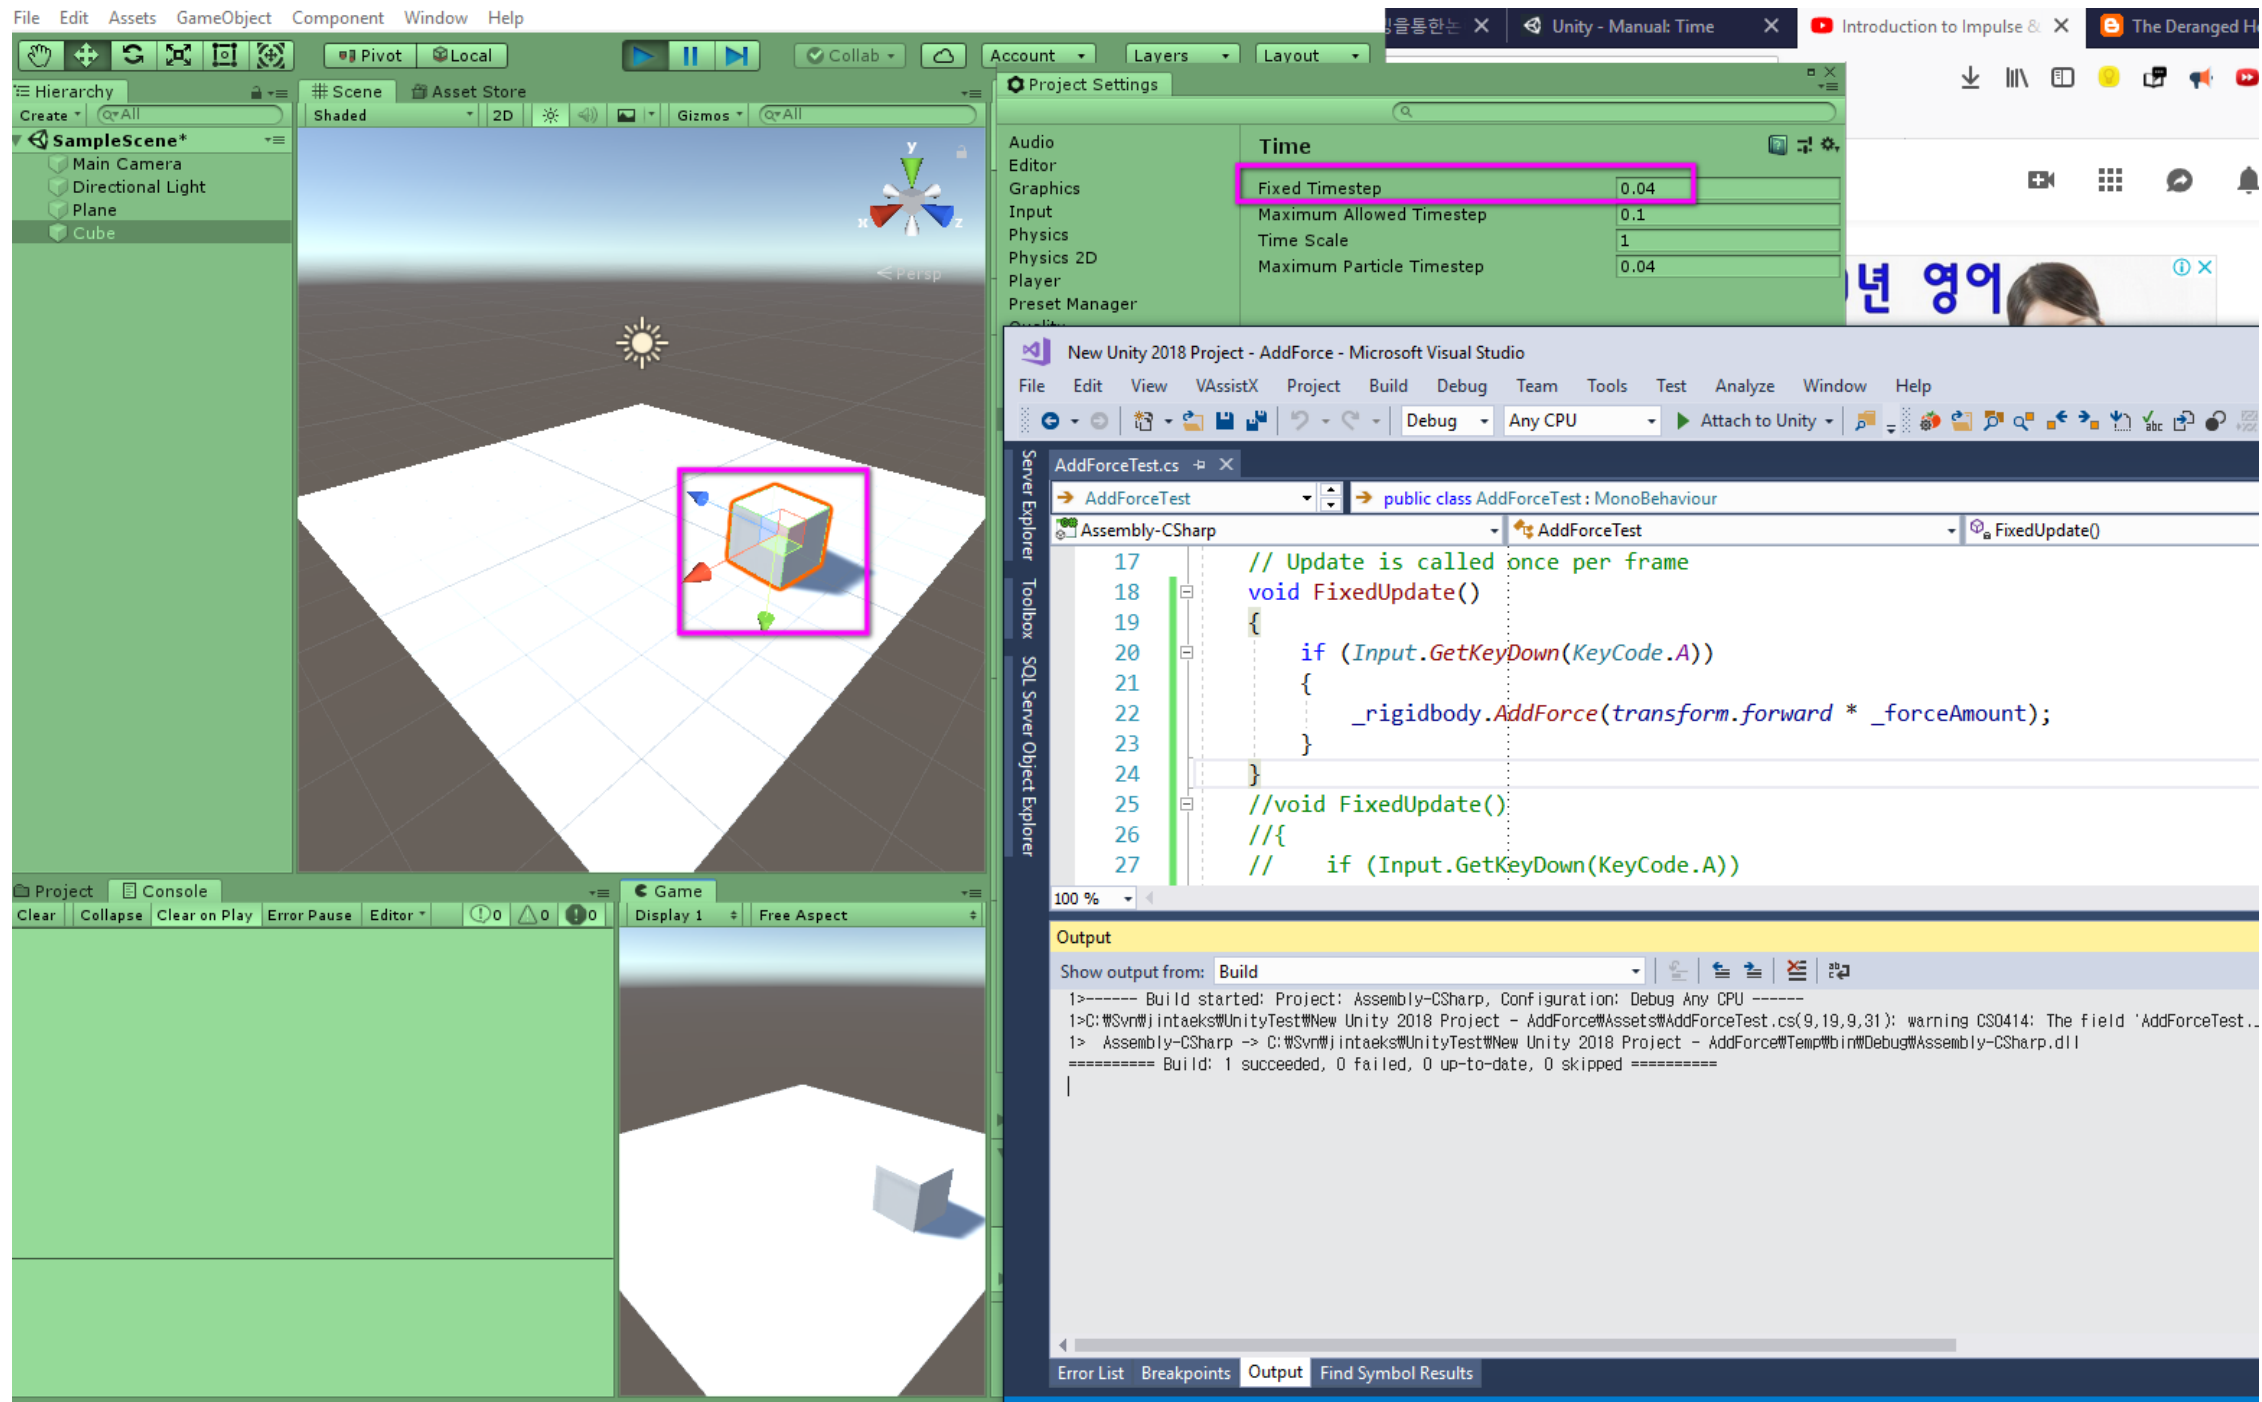 File Edit Assets GameObject Component Window Help
Pivot Local Collab Account Layers Layout
Hierarchy
Create All
SampleScene*
Main Camera
Directional Light
Plane
Cube
Scene Asset Store
Shaded 2D Gizmos All
y
x
z
Persp
Unity - Manual: Time
Introduction to Impulse &
The Deranged
Project Settings
Audio
Editor
Graphics
Input
Physics
Physics 2D
Player
Preset Manager
Time
Fixed Timestep 0.04
Maximum Allowed Timestep 0.1
Time Scale 1
Maximum Particle Timestep 0.04
년 영어
New Unity 2018 Project - AddForce - Microsoft Visual Studio
File Edit View VAssistX Project Build Debug Team Tools Test Analyze Window Help
Debug Any CPU Attach to Unity
Server Explorer
Toolbox
SQL Server Object Explorer
AddForceTest.cs
AddForceTest public class AddForceTest : MonoBehaviour
Assembly-CSharp AddForceTest FixedUpdate()
17 // Update is called once per frame
18 void FixedUpdate()
19 {
20 if (Input.GetKeyDown(KeyCode.A))
21 {
22 _rigidbody.AddForce(transform.forward * _forceAmount);
23 }
24 }
25 //void FixedUpdate()
26 //{
27 // if (Input.GetKeyDown(KeyCode.A))
100 %
Output
Show output from: Build
1>------ Build started: Project: Assembly-CSharp, Configuration: Debug Any CPU ------
1>C:₩Svn₩jintaeks₩UnityTest₩New Unity 2018 Project - AddForce₩Assets₩AddForceTest.cs(9,19,9,31): warning CS0414: The field 'AddForceTest._
1> Assembly-CSharp -> C:₩Svn₩jintaeks₩UnityTest₩New Unity 2018 Project - AddForce₩Temp₩bin₩Debug₩Assembly-CSharp.dll
========== Build: 1 succeeded, 0 failed, 0 up-to-date, 0 skipped ==========
Error List Breakpoints Output Find Symbol Results
Project Console
Clear Collapse Clear on Play Error Pause Editor 0 0 0
Game
Display 1 Free Aspect